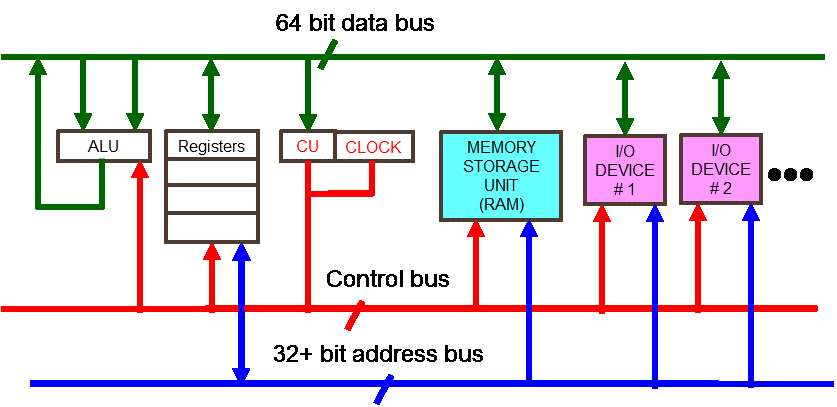 64 bit data bus
ALU
Registers
CU
CLOCK
MEMORY
STORAGE
UNIT
(RAM)
I/O
DEVICE
# 1
I/O
DEVICE
# 2
Control bus
32+ bit address bus